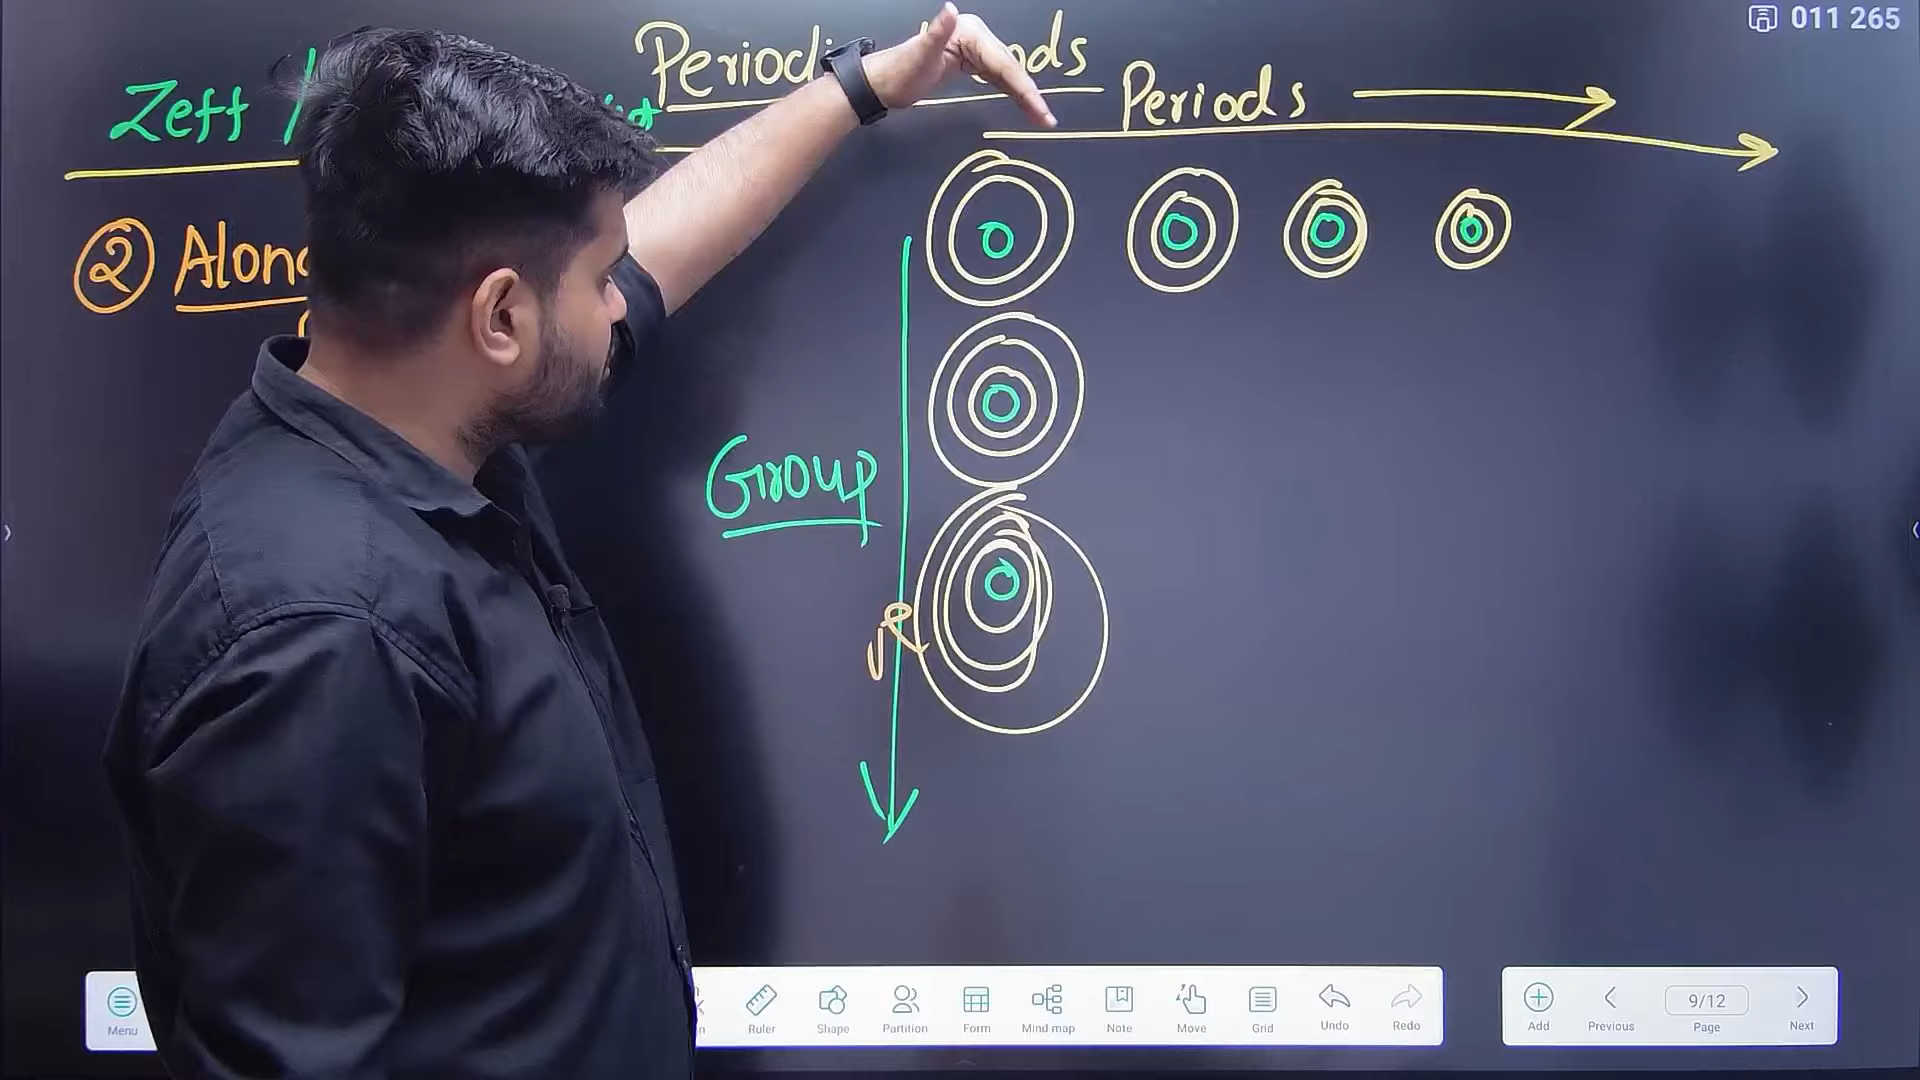 011 265
Periods
Zeff
② Along
Group
Menu
Ruler
Shape
Partition
Form
Mind map
Note
Move
Grid
Undo
Redo
Add
Previous
9/12
Page
Next